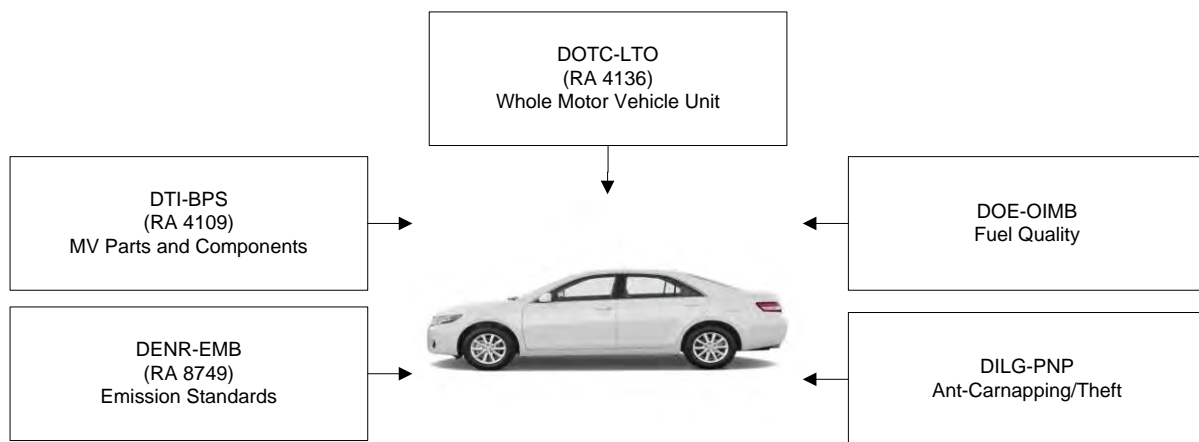 DOTC-LTO
(RA 4136)
Whole Motor Vehicle Unit
DTI-BPS
(RA 4109)
MV Parts and Components
DOE-OIMB
Fuel Quality
DENR-EMB
(RA 8749)
Emission Standards
DILG-PNP
Ant-Carnapping/Theft